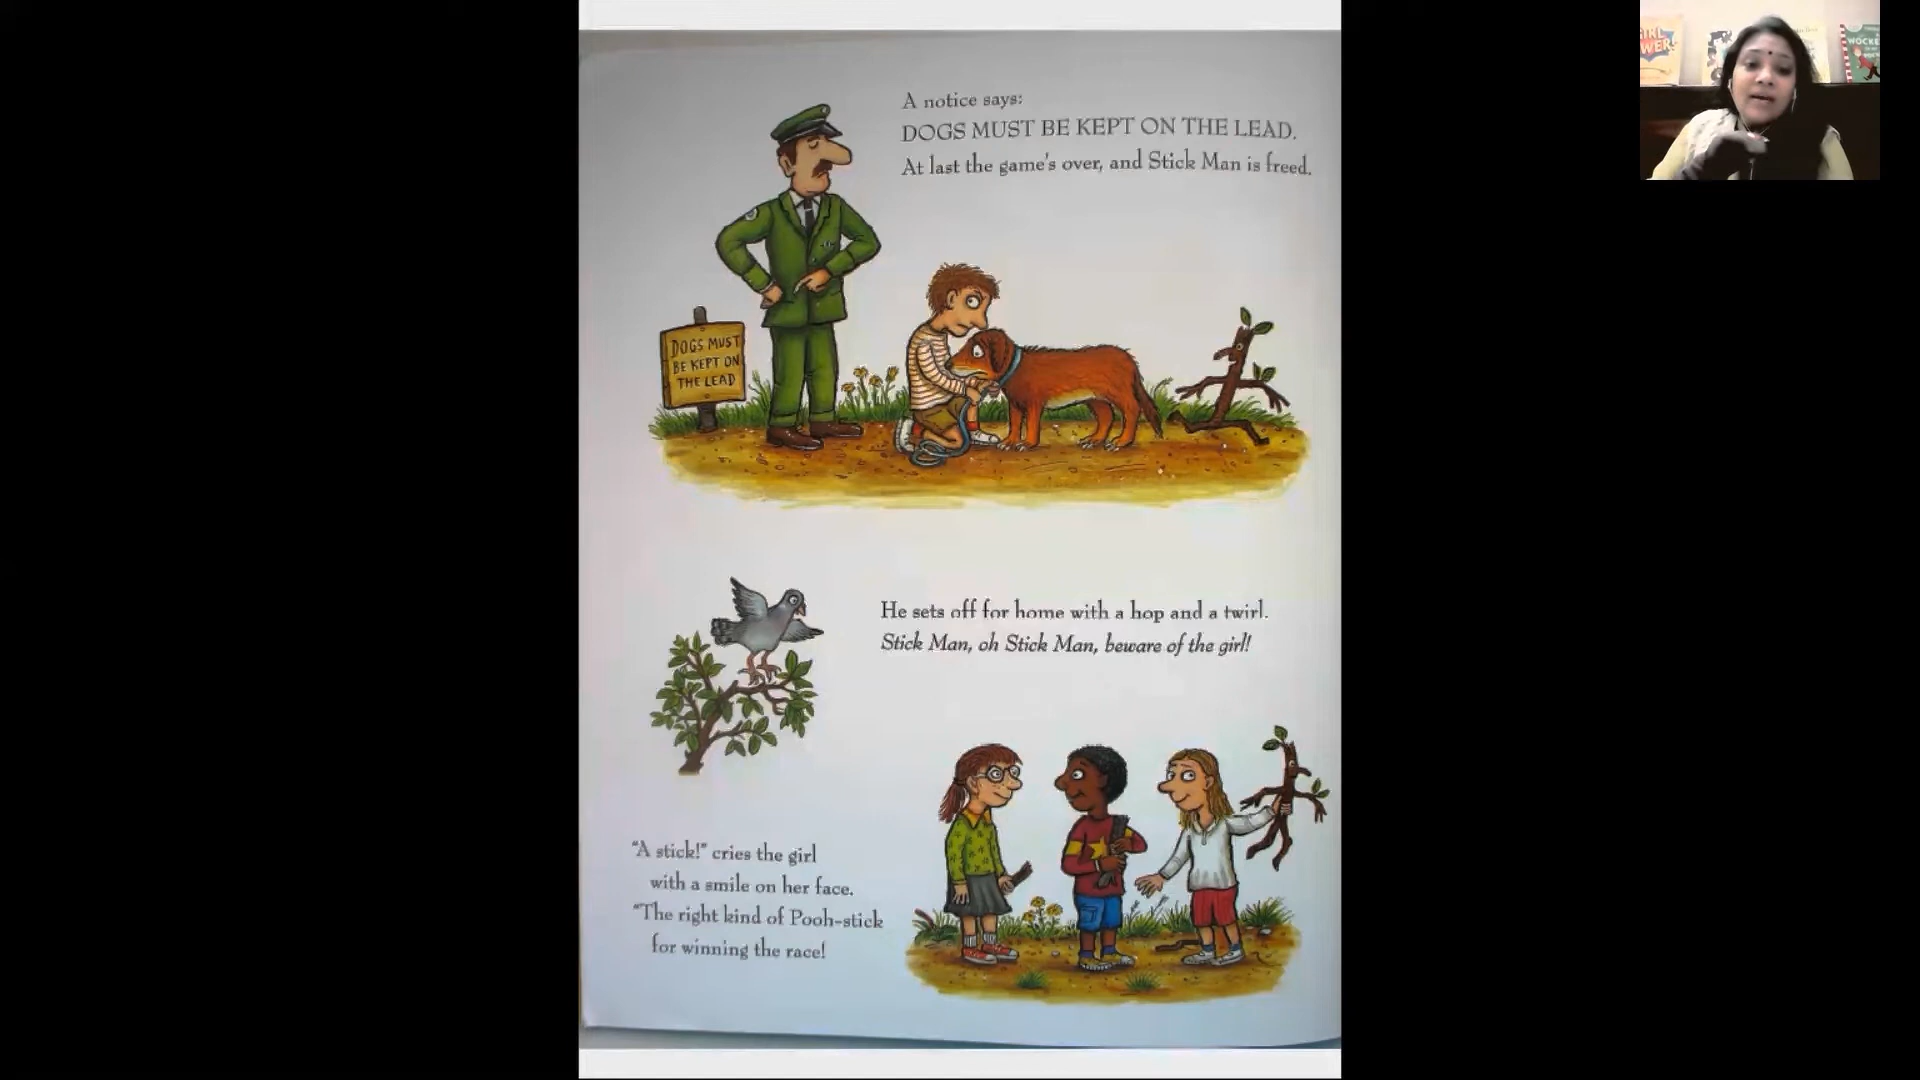 A notice says:
DOGS MUST BE KEPT ON THE LEAD.
At last the game's over, and Stick Man is freed.
DOGS MUST
BE KEPT ON
THE LEAD
He sets off for home with a hop and a twirl.
Stick Man, oh Stick Man, beware of the girl!
"A stick!" cries the girl
with a smile on her face.
"The right kind of Pooh-stick
for winning the race!
GIRL
WOCKE